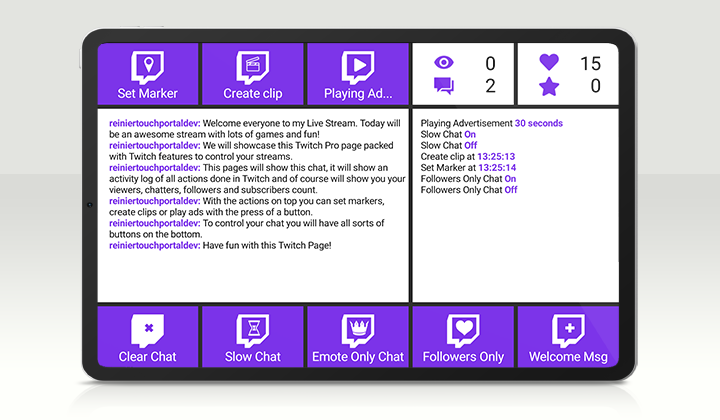 Set Marker
Create clip
Playing Ad...
0
2
15
0
reiniertouchportaldev: Welcome everyone to my Live Stream. Today will
be an awesome stream with lots of games and fun!
reiniertouchportaldev: We will showcase this Twitch Pro page packed
with Twitch features to control your streams.
reiniertouchportaldev: This pages will show this chat, it will show an
activity log of all actions done in Twitch and of course will show you your
viewers, chatters, followers and subscribers count.
reiniertouchportaldev: With the actions on top you can set markers,
create clips or play ads with the press of a button.
reiniertouchportaldev: To control your chat you will have all sorts of
buttons on the bottom.
reiniertouchportaldev: Have fun with this Twitch Page!
Playing Advertisement 30 seconds
Slow Chat On
Slow Chat Off
Create clip at 13:25:13
Set Marker at 13:25:14
Followers Only Chat On
Followers Only Chat Off
Clear Chat
Slow Chat
Emote Only Chat
Followers Only
Welcome Msg